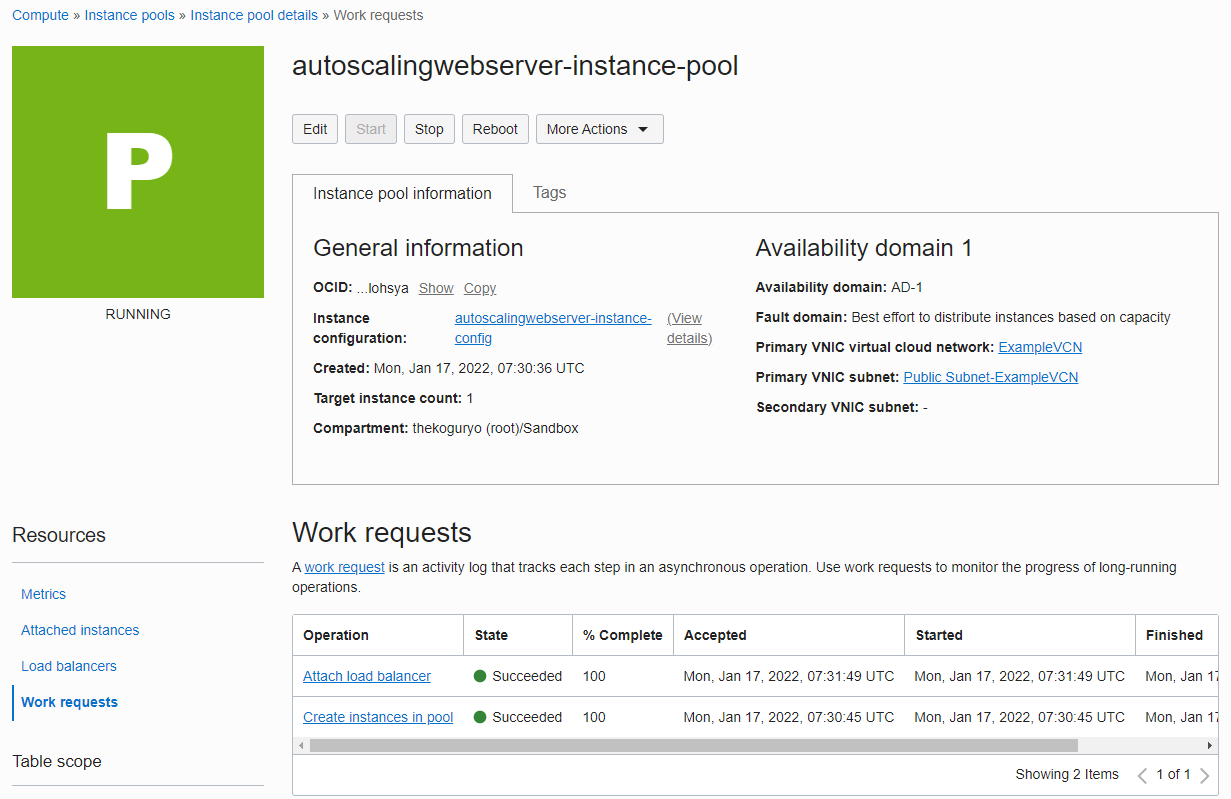 Compute » Instance pools » Instance pool details » Work requests
P
RUNNING
autoscalingwebserver-instance-pool
Edit Start Stop Reboot More Actions
Instance pool information Tags
General information
OCID: ...lohsya Show Copy
Instance configuration: autoscalingwebserver-instance-config (View details)
Created: Mon, Jan 17, 2022, 07:30:36 UTC
Target instance count: 1
Compartment: thekoguryo (root)/Sandbox
Availability domain 1
Availability domain: AD-1
Fault domain: Best effort to distribute instances based on capacity
Primary VNIC virtual cloud network: ExampleVCN
Primary VNIC subnet: Public Subnet-ExampleVCN
Secondary VNIC subnet: -
Resources
Metrics
Attached instances
Load balancers
Work requests
Table scope
Work requests
A work request is an activity log that tracks each step in an asynchronous operation. Use work requests to monitor the progress of long-running
operations.
Operation State % Complete Accepted Started Finished
Attach load balancer Succeeded 100 Mon, Jan 17, 2022, 07:31:49 UTC Mon, Jan 17, 2022, 07:31:49 UTC Mon, Jan 17
Create instances in pool Succeeded 100 Mon, Jan 17, 2022, 07:30:45 UTC Mon, Jan 17, 2022, 07:30:45 UTC Mon, Jan 17
Showing 2 Items 1 of 1